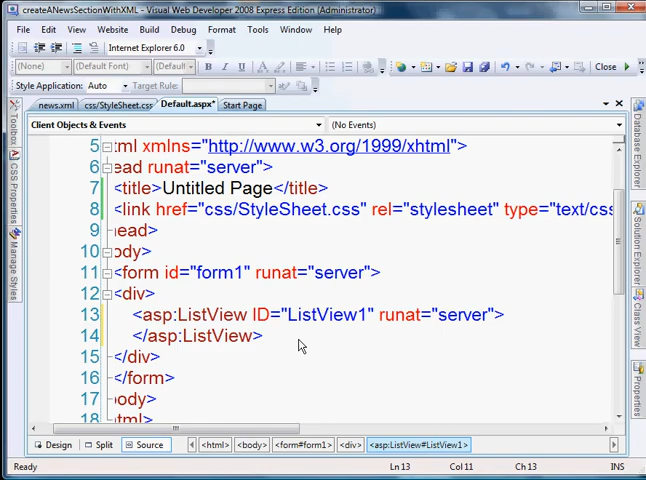 createANewsSectionWithXML - Visual Web Developer 2008 Express Edition (Administrator)
File Edit View Website Build Debug Format Tools Window Help
Internet Explorer 6.0
(None) (Default Font) (Default
Style Application: Auto Target Rule:
Close
news.xml css/StyleSheet.css Default.aspx* Start Page
Client Objects & Events (No Events)
5 :ml xmlns="http://www.w3.org/1999/xhtml">
6 ead runat="server">
7 <title>Untitled Page</title>
8 <link href="css/StyleSheet.css" rel="stylesheet" type="text/css
9 ead>
10 ody>
11 <form id="form1" runat="server">
12 <div>
13 <asp:ListView ID="ListView1" runat="server">
14 </asp:ListView>
15 </div>
16 </form>
17 ody>
18 tml>
Toolbox
CSS Properties
Manage Styles
Database Explorer
Solution Explorer
Class View
Properties
Design Split Source <html> <body> <form#form1> <div> <asp:ListView#ListView1>
Ready Ln 13 Col 11 Ch 13 INS